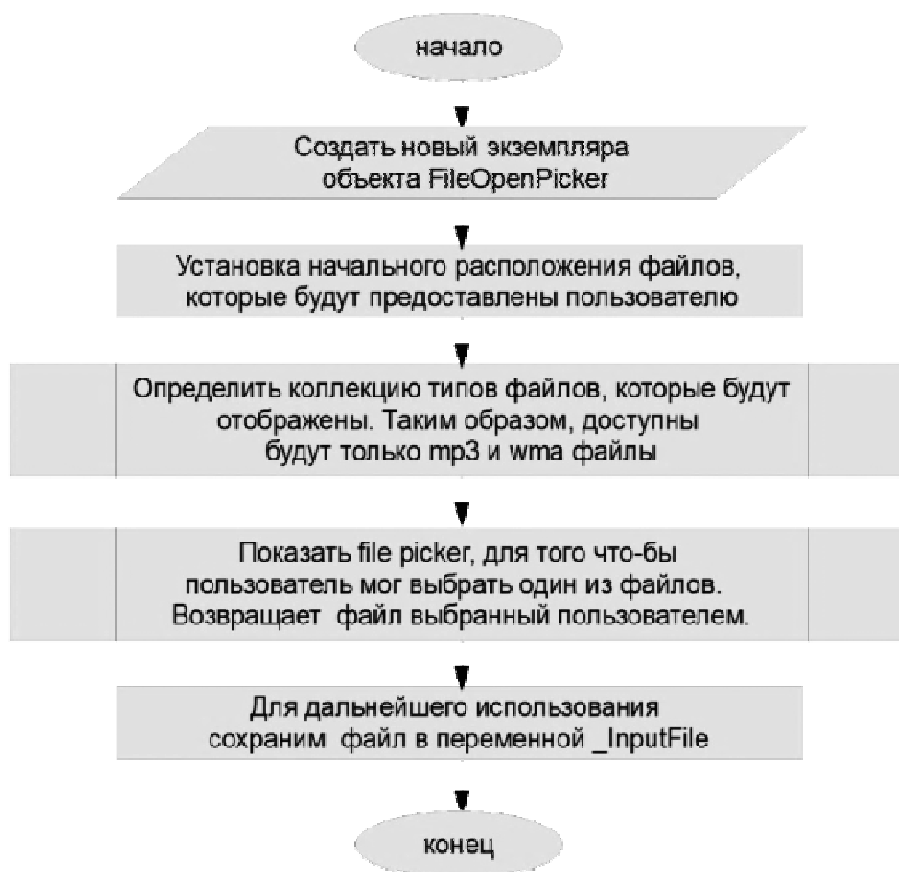 начало
Создать новый экземпляра
объекта FileOpenPicker
Установка начального расположения файлов,
которые будут предоставлены пользователю
Определить коллекцию типов файлов, которые будут
отображены. Таким образом, доступны
будут только mp3 и wma файлы
Показать file picker, для того что-бы
пользователь мог выбрать один из файлов.
Возвращает файл выбранный пользователем.
Для дальнейшего использования
сохраним файл в переменной _InputFile
конец